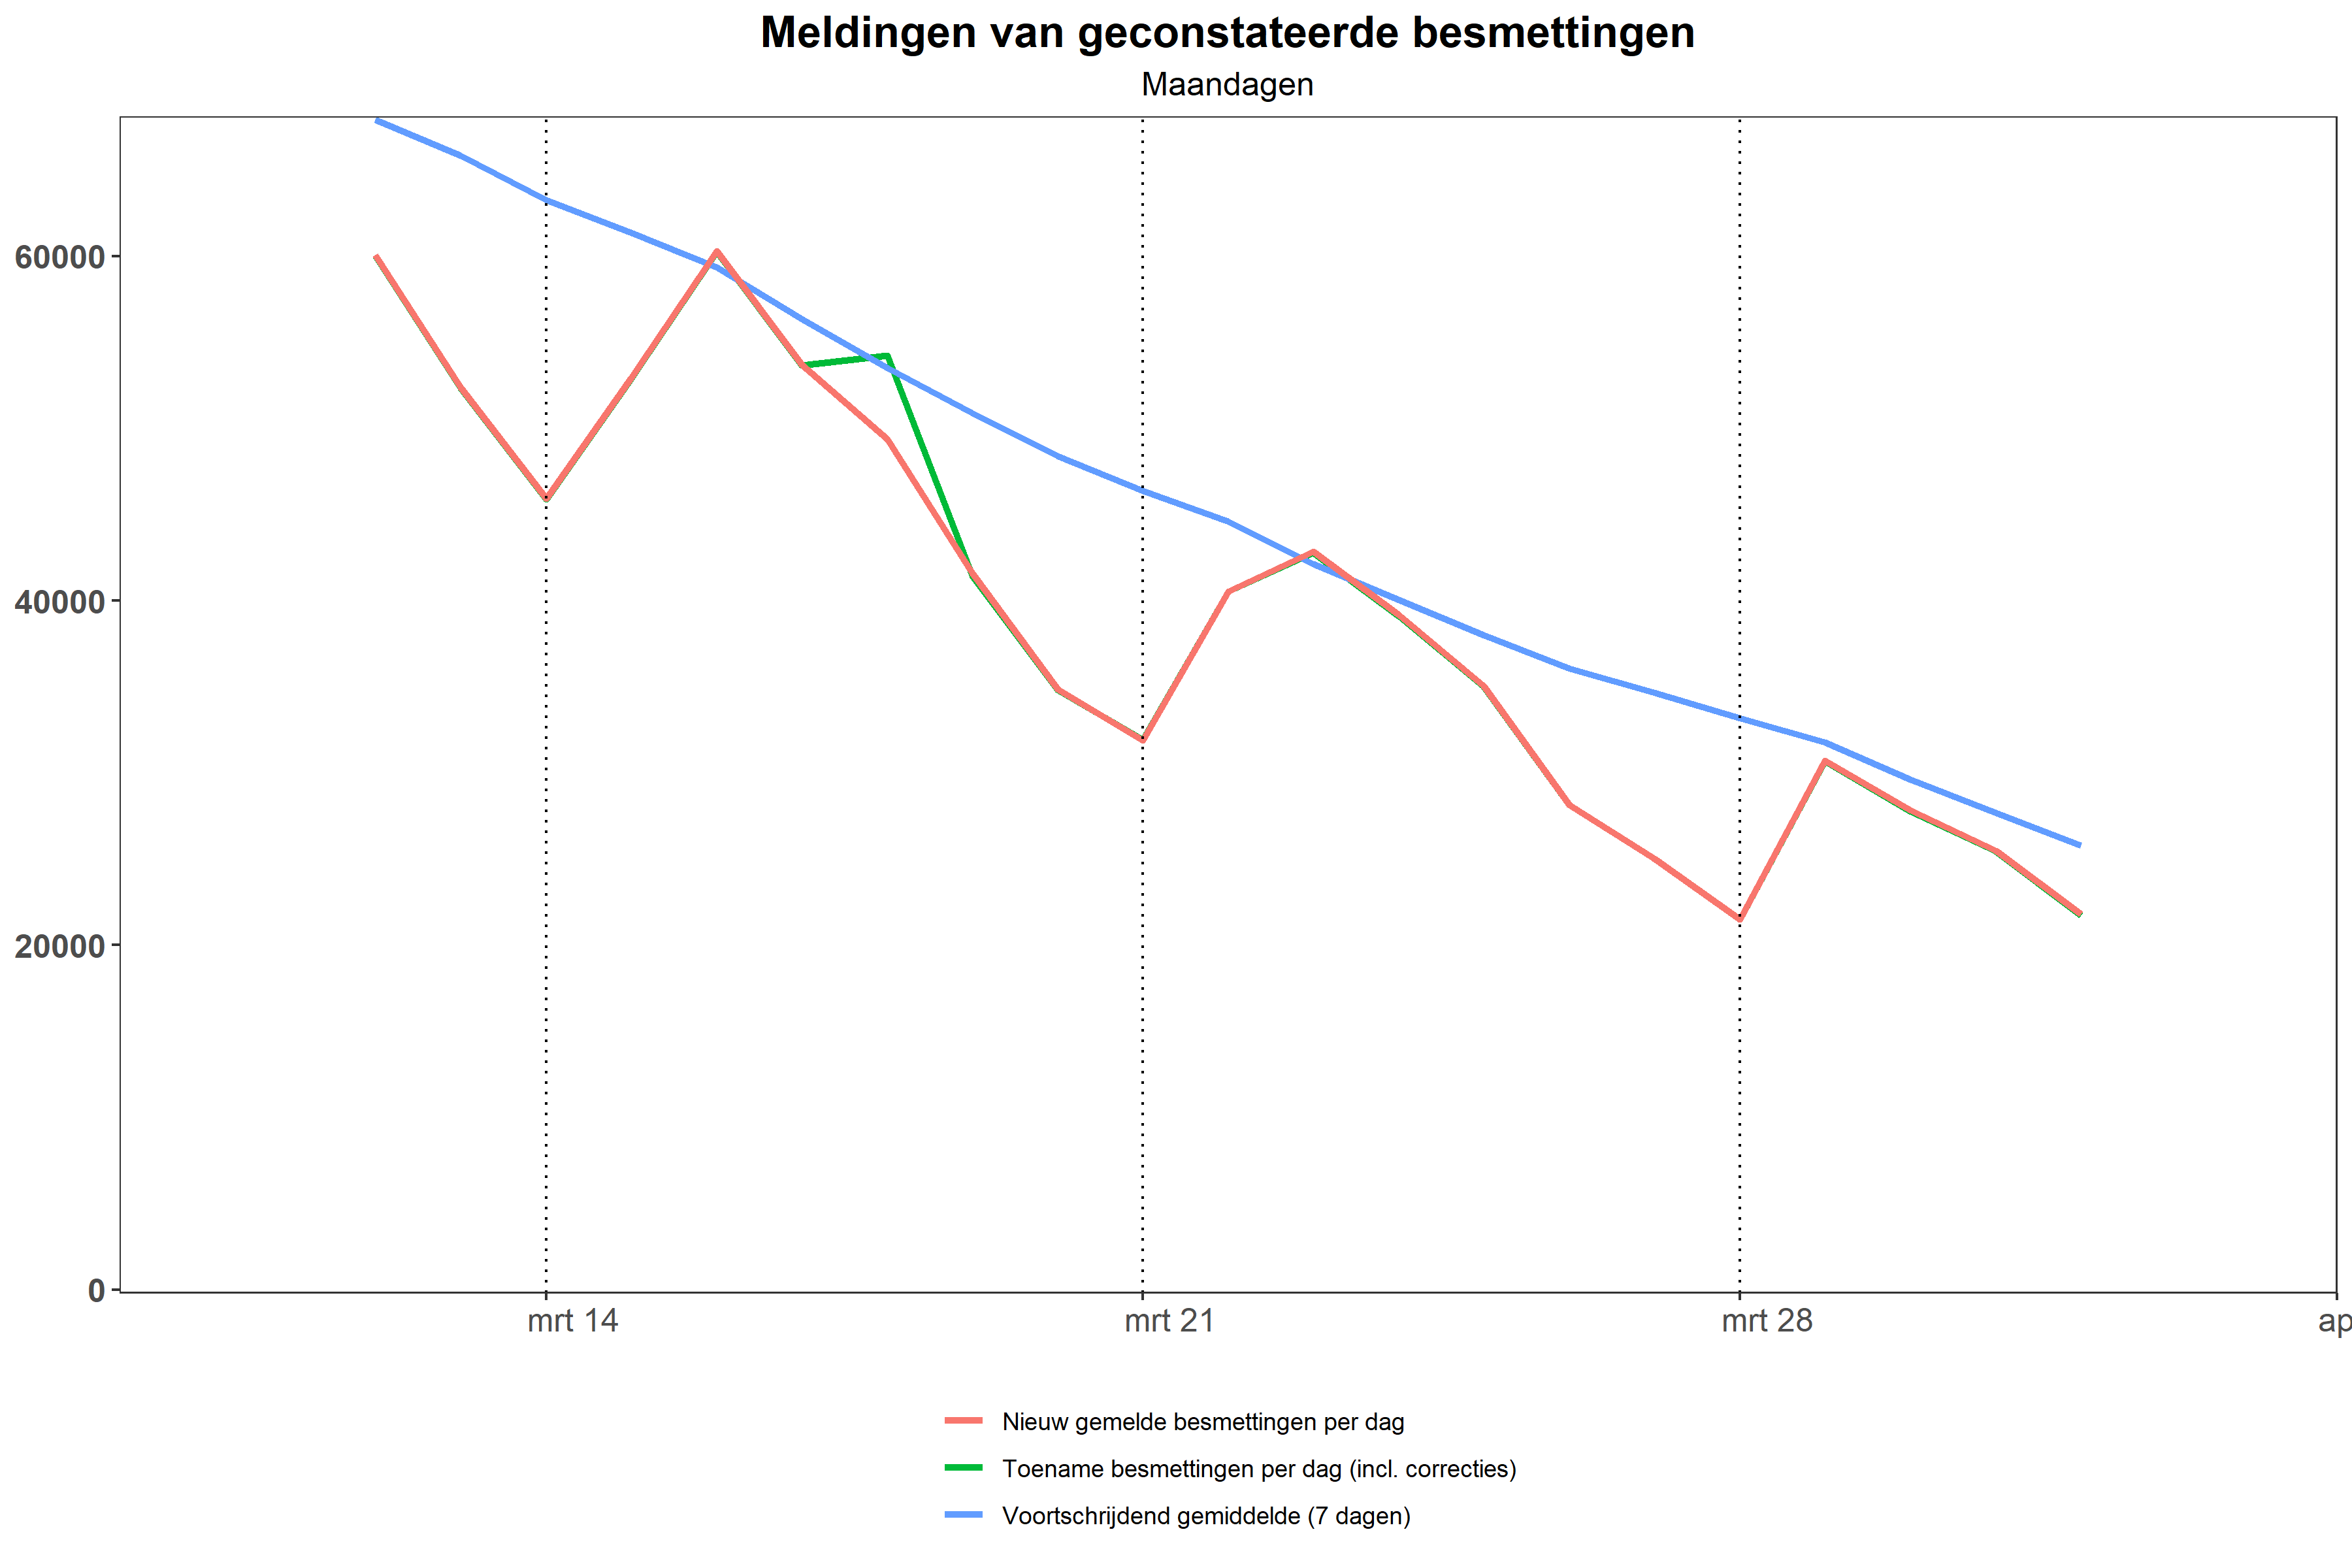 Meldingen van geconstateerde besmettingen
Maandagen
60000
40000
20000
0
mrt 14
mrt 21
mrt 28
ap
Nieuw gemelde besmettingen per dag
Toename besmettingen per dag (incl. correcties)
Voortschrijdend gemiddelde (7 dagen)